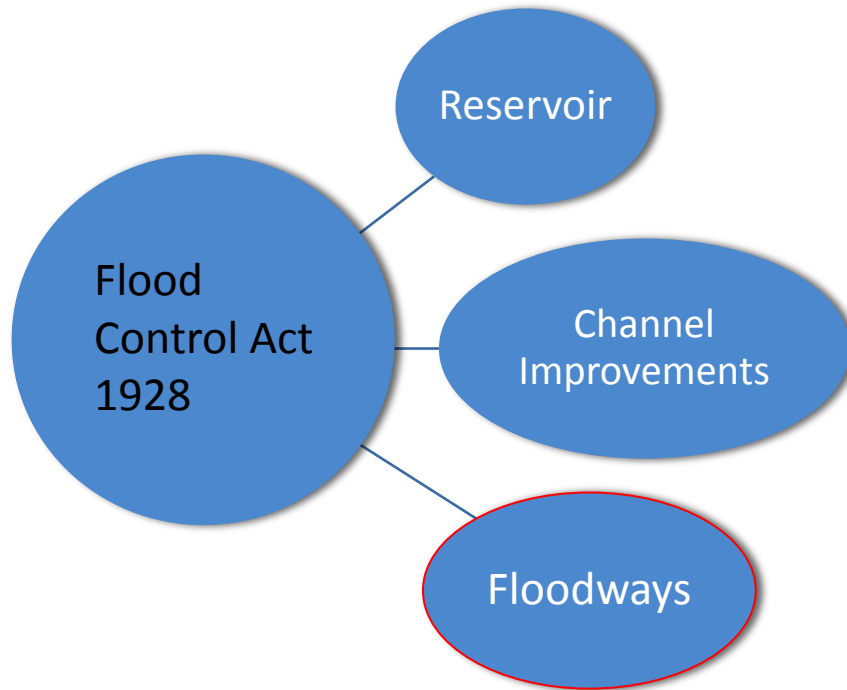 Reservoir
Flood
Control Act
1928
Channel
Improvements
Floodways